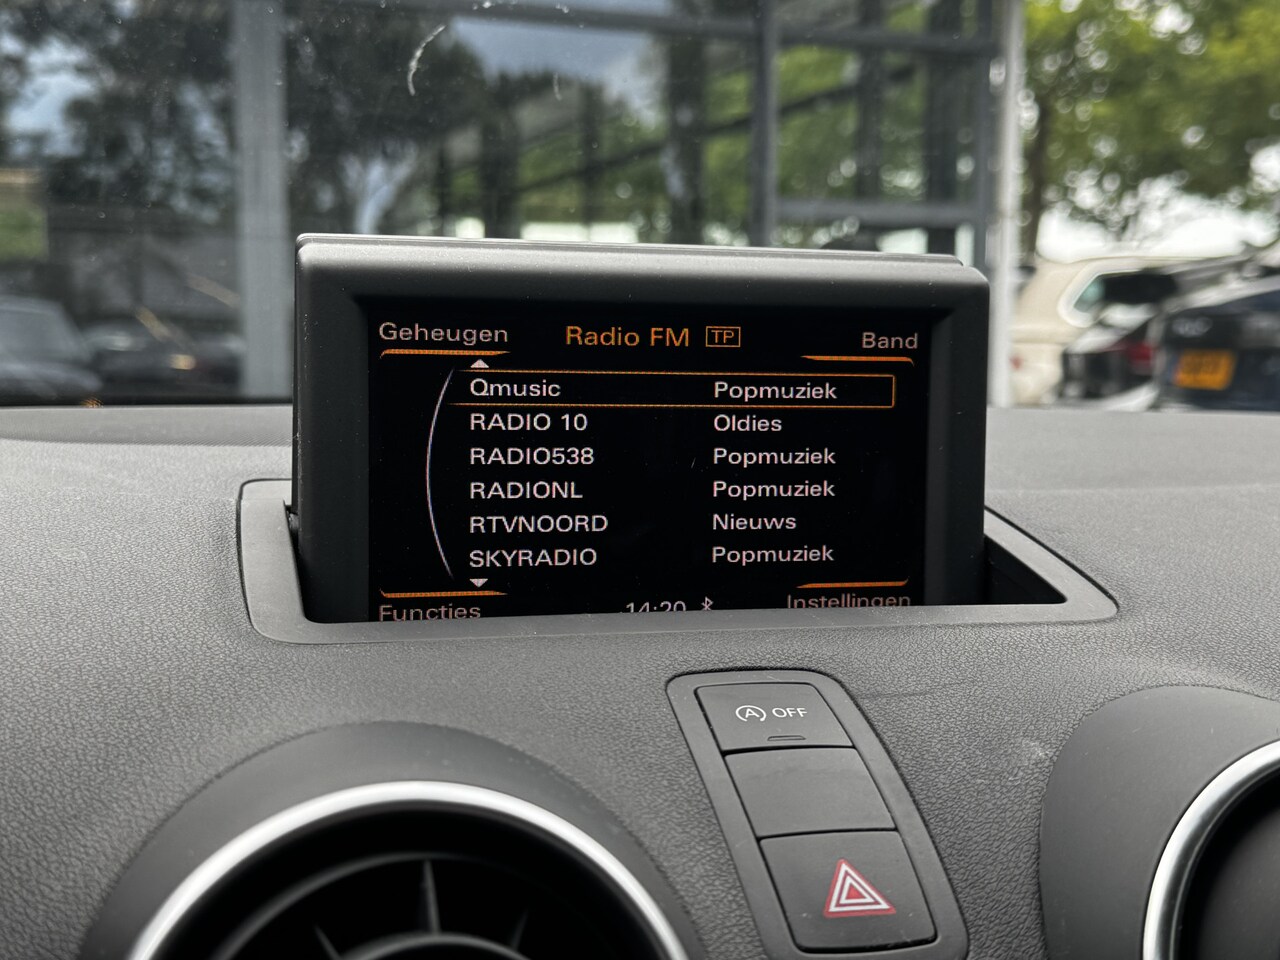 Geheugen Radio FM TP Band
Qmusic Popmuziek
RADIO 10 Oldies
RADIO538 Popmuziek
RADIONL Popmuziek
RTVNOORD Nieuws
SKYRADIO Popmuziek
Functies 14:20 Instellingen
A OFF